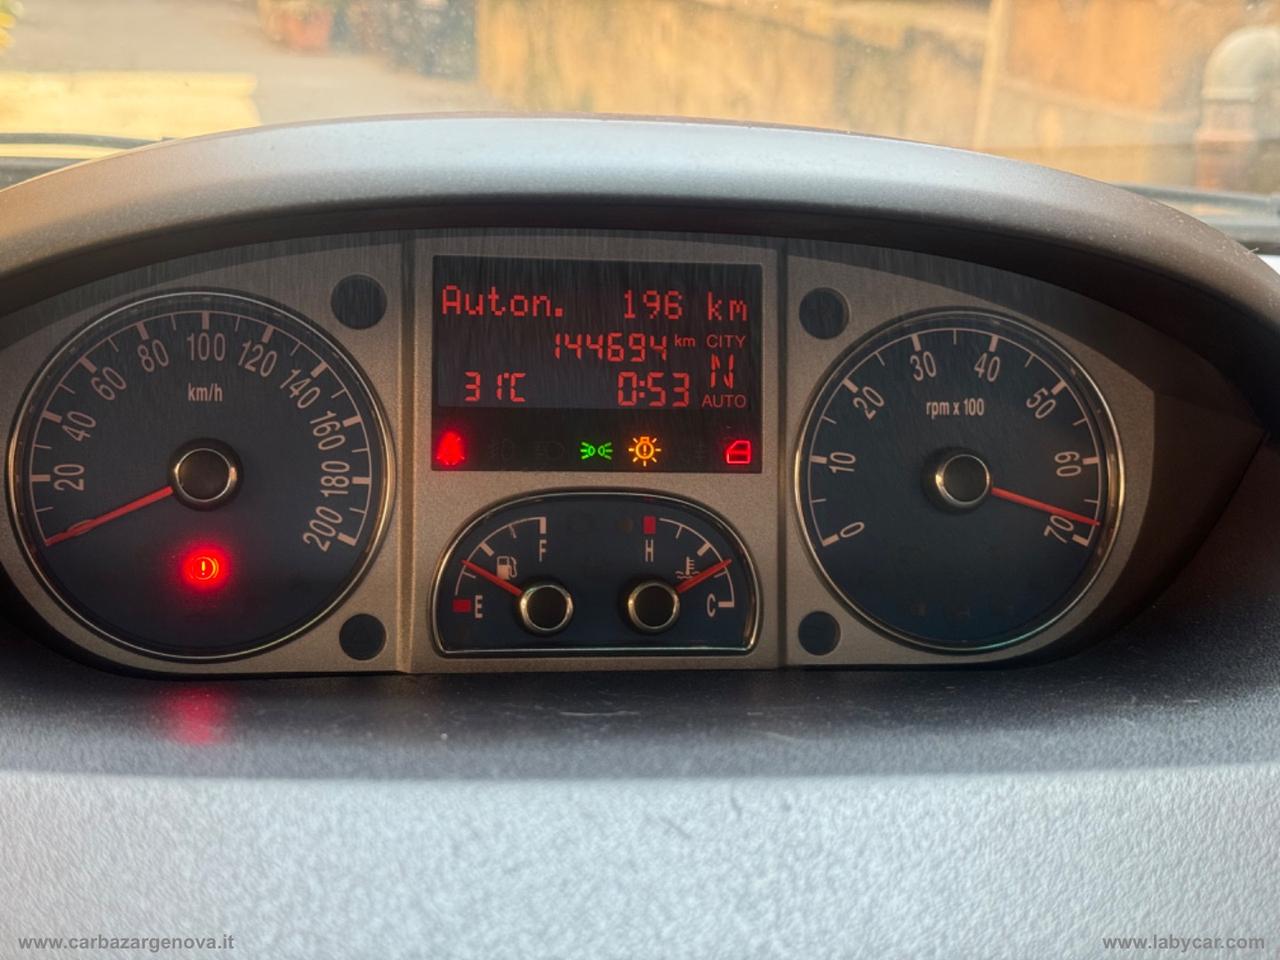 Auton. 196 km
144694 km CITY
N
31°C 0:53 AUTO
0 20 40 60 80 100 120 140 160 180 200
km/h
E F
H C
0 10 20 30 40 50 60 70
rpm x 100
www.carbazargenova.it
www.labycar.com